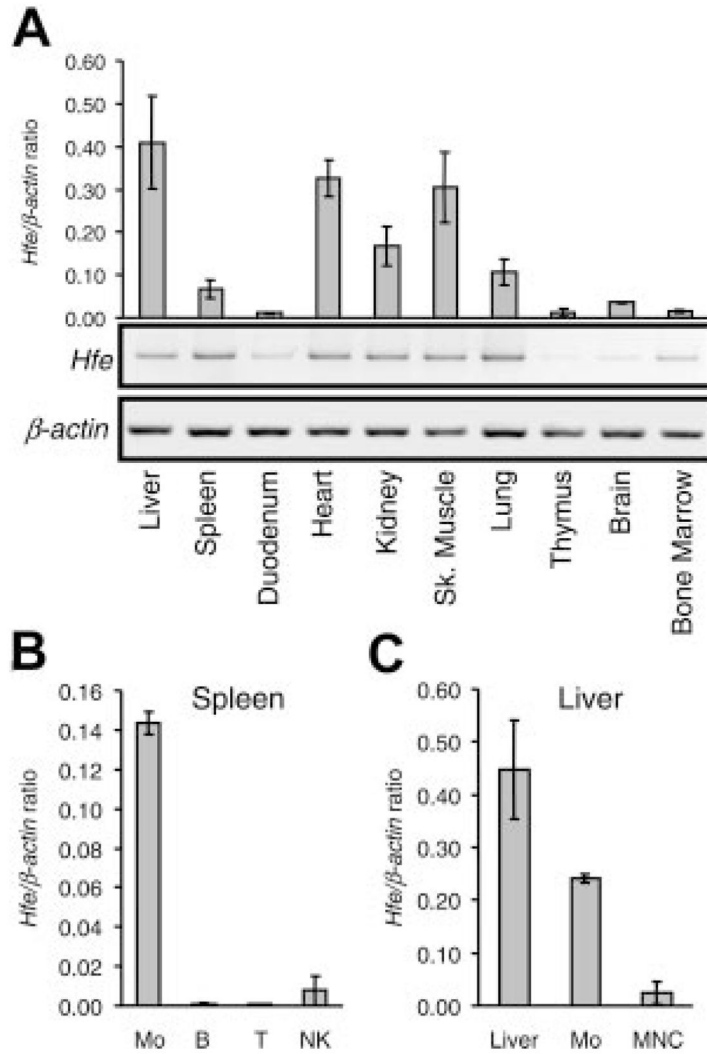 A
Hfe/β-actin ratio
0.60
0.50
0.40
0.30
0.20
0.10
0.00
Hfe
β-actin
Liver
Spleen
Duodenum
Heart
Kidney
Sk. Muscle
Lung
Thymus
Brain
Bone Marrow
B
Spleen
Hfe/β-actin ratio
0.16
0.14
0.12
0.10
0.08
0.06
0.04
0.02
0.00
Mo B T NK
C
Liver
Hfe/β-actin ratio
0.60
0.50
0.40
0.30
0.20
0.10
0.00
Liver Mo MNC